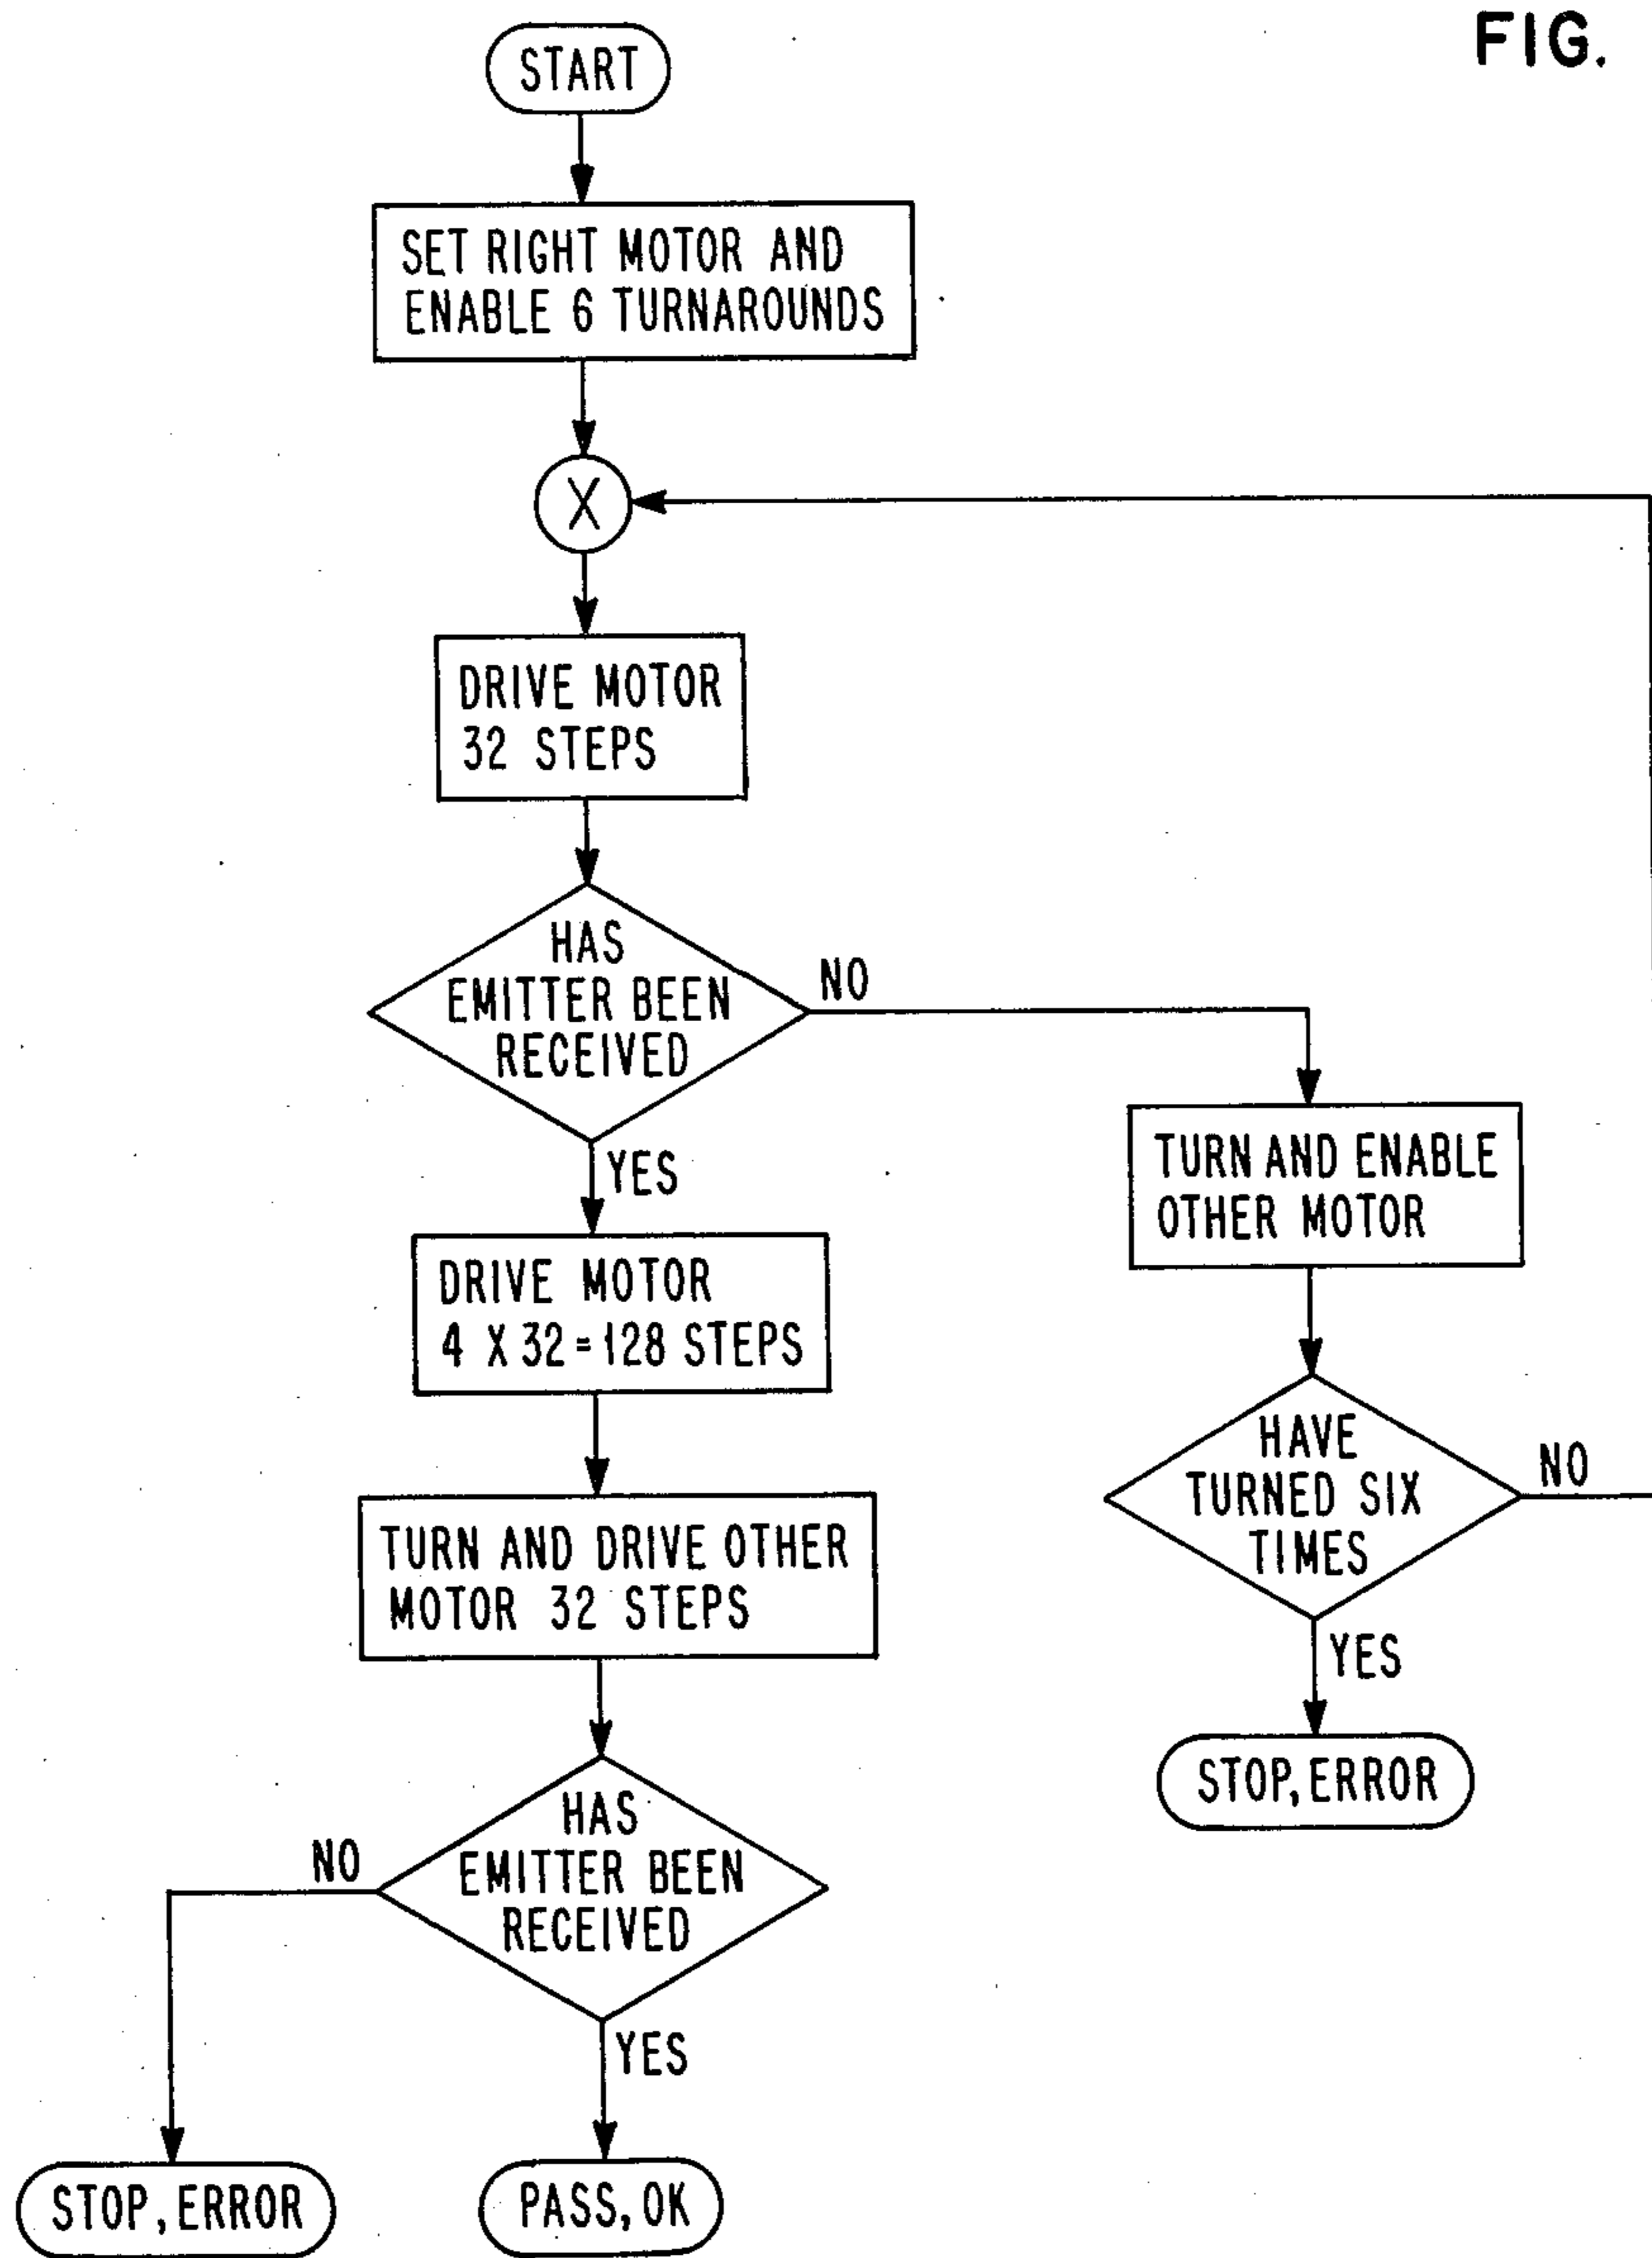 FIG.
START
SET RIGHT MOTOR AND
ENABLE 6 TURNAROUNDS
X
DRIVE MOTOR
32 STEPS
HAS
EMITTER BEEN
RECEIVED
NO
YES
TURN AND ENABLE
OTHER MOTOR
DRIVE MOTOR
4 X 32 = 128 STEPS
HAVE
TURNED SIX
TIMES
NO
YES
STOP, ERROR
TURN AND DRIVE OTHER
MOTOR 32 STEPS
HAS
EMITTER BEEN
RECEIVED
NO
YES
STOP, ERROR
PASS, OK